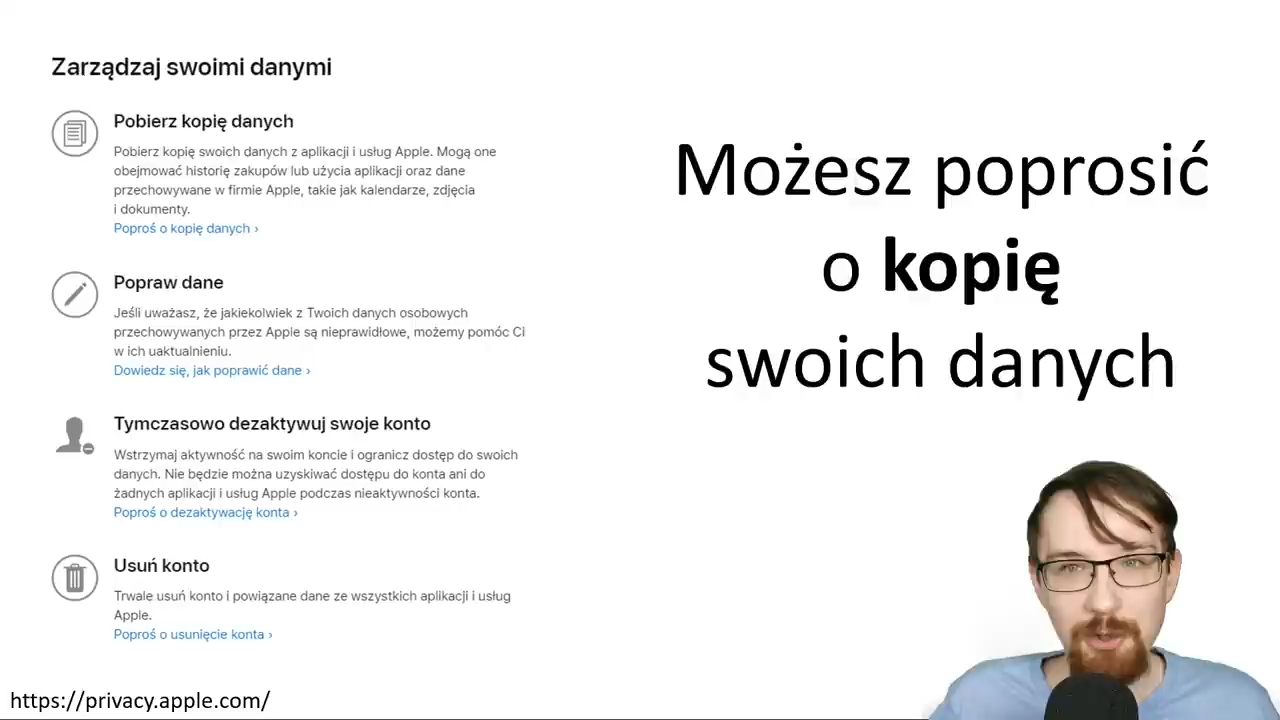 Zarządzaj swoimi danymi
Pobierz kopię danych
Pobierz kopię swoich danych z aplikacji i usług Apple. Mogą one
obejmować historię zakupów lub użycia aplikacji oraz dane
przechowywane w firmie Apple, takie jak kalendarze, zdjęcia
i dokumenty.
Poproś o kopię danych ›
Popraw dane
Jeśli uważasz, że jakiekolwiek z Twoich danych osobowych
przechowywanych przez Apple są nieprawidłowe, możemy pomóc Ci
w ich uaktualnieniu.
Dowiedz się, jak poprawić dane ›
Tymczasowo dezaktywuj swoje konto
Wstrzymaj aktywność na swoim koncie i ogranicz dostęp do swoich
danych. Nie będzie można uzyskiwać dostępu do konta ani do
żadnych aplikacji i usług Apple podczas nieaktywności konta.
Poproś o dezaktywację konta ›
Usuń konto
Trwale usuń konto i powiązane dane ze wszystkich aplikacji i usług
Apple.
Poproś o usunięcie konta ›
https://privacy.apple.com/
Możesz poprosić
o kopię
swoich danych